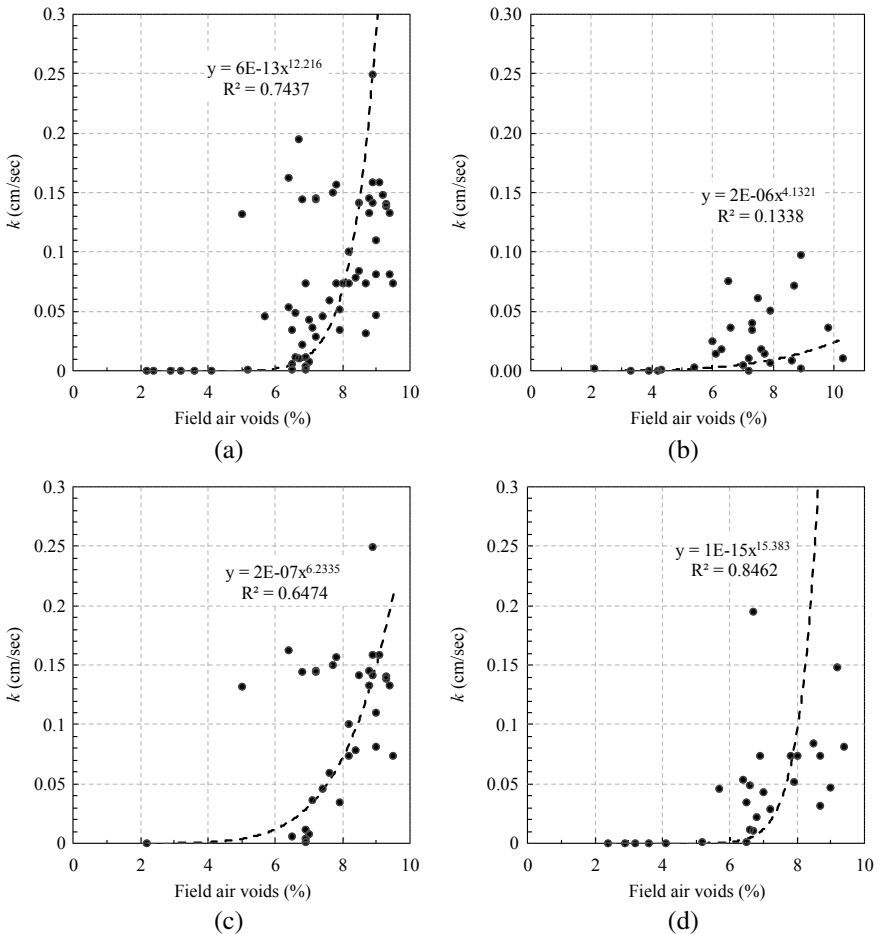 0.3
0.25
0.2
0.15
0.1
0.05
0
k (cm/sec)
y = 6E-13x^12.216
R² = 0.7437
0 2 4 6 8 10
Field air voids (%)
(a)
0.30
0.25
0.20
0.15
0.10
0.05
0.00
k (cm/sec)
y = 2E-06x^4.1321
R² = 0.1338
0 2 4 6 8 10
Field air voids (%)
(b)
0.3
0.25
0.2
0.15
0.1
0.05
0
k (cm/sec)
y = 2E-07x^6.2335
R² = 0.6474
0 2 4 6 8 10
Field air voids (%)
(c)
0.3
0.25
0.2
0.15
0.1
0.05
0
k (cm/sec)
y = 1E-15x^15.383
R² = 0.8462
0 2 4 6 8 10
Field air voids (%)
(d)